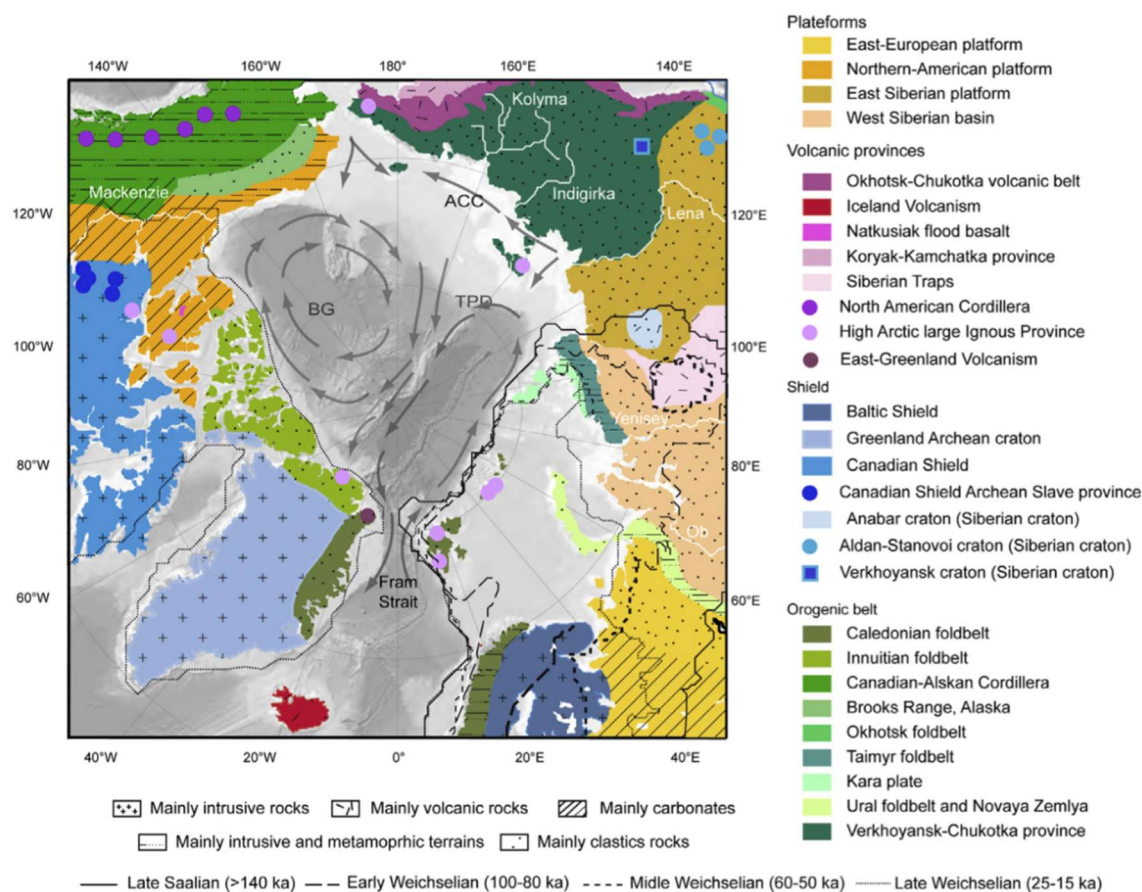 140°W
160°W
180°
160°E
140°E
120°W
100°W
80°W
60°W
120°E
100°E
80°E
60°E
40°W
20°W
0°
20°E
40°E
Kolyma
Mackenzie
Indigirka
ACC
Lena
BG
TPD
Yenisey
Ob
Fram
Strait
Mainly intrusive rocks
Mainly volcanic rocks
Mainly carbonates
Mainly intrusive and metamoprhic terrains
Mainly clastics rocks
Late Saalian (>140 ka)
Early Weichselian (100-80 ka)
Midle Weichselian (60-50 ka)
Late Weichselian (25-15 ka)
Plateforms
East-European platform
Northern-American platform
East Siberian platform
West Siberian basin
Volcanic provinces
Okhotsk-Chukotka volcanic belt
Iceland Volcanism
Natkusiak flood basalt
Koryak-Kamchatka province
Siberian Traps
North American Cordillera
High Arctic large Ignous Province
East-Greenland Volcanism
Shield
Baltic Shield
Greenland Archean craton
Canadian Shield
Canadian Shield Archean Slave province
Anabar craton (Siberian craton)
Aldan-Stanovoi craton (Siberian craton)
Verkhoyansk craton (Siberian craton)
Orogenic belt
Caledonian foldbelt
Innuitian foldbelt
Canadian-Alskan Cordillera
Brooks Range, Alaska
Okhotsk foldbelt
Taimyr foldbelt
Kara plate
Ural foldbelt and Novaya Zemlya
Verkhoyansk-Chukotka province